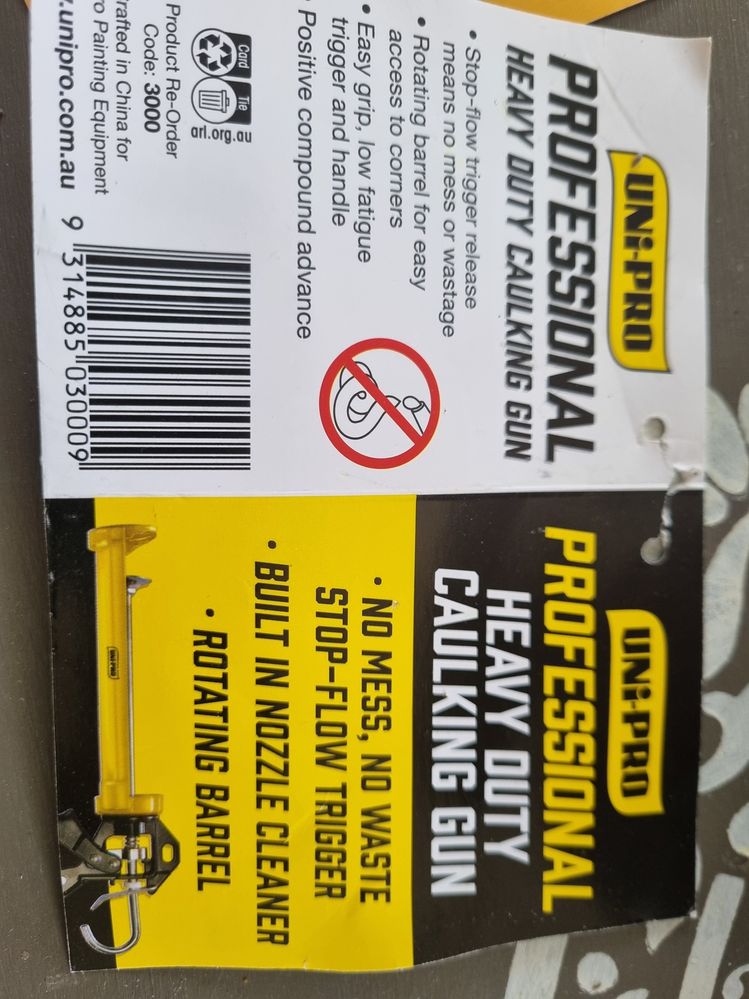 UNi-PRO
PROFESSIONAL
HEAVY DUTY CAULKING GUN
• Stop-flow trigger release
means no mess or wastage
• Rotating barrel for easy
access to corners
• Easy grip, low fatigue
trigger and handle
• Positive compound advance
Card
Tie
arl.org.au
Product Re-Order
Code: 3000
rafted in China for
o Painting Equipment
.unipro.com.au
9 314885 030009
UNi-PRO
PROFESSIONAL
HEAVY DUTY
CAULKING GUN
• NO MESS, NO WASTE
STOP-FLOW TRIGGER
• BUILT IN NOZZLE CLEANER
• ROTATING BARREL
UNi-PRO